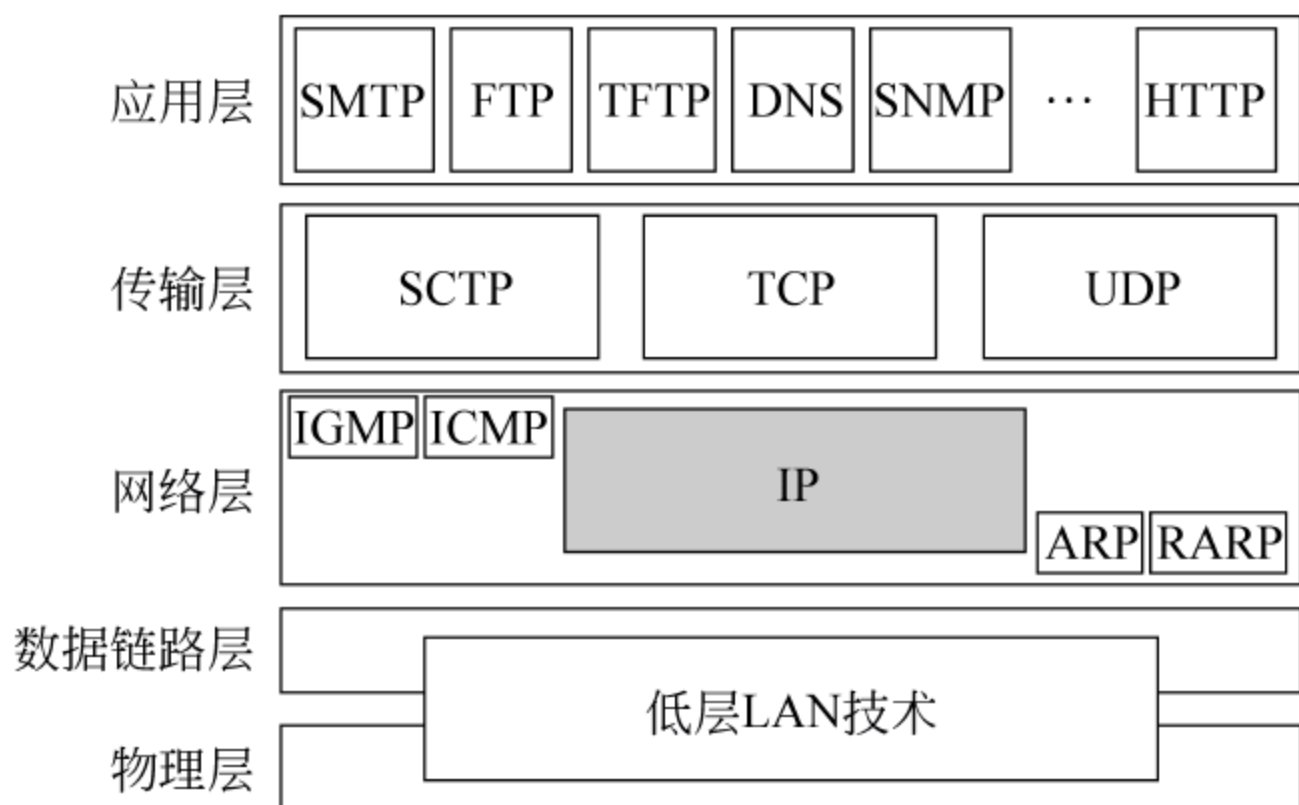 应用层 SMTP FTP TFTP DNS SNMP … HTTP
传输层 SCTP TCP UDP
IGMP ICMP
网络层 IP
ARP RARP
数据链路层
低层LAN技术
物理层